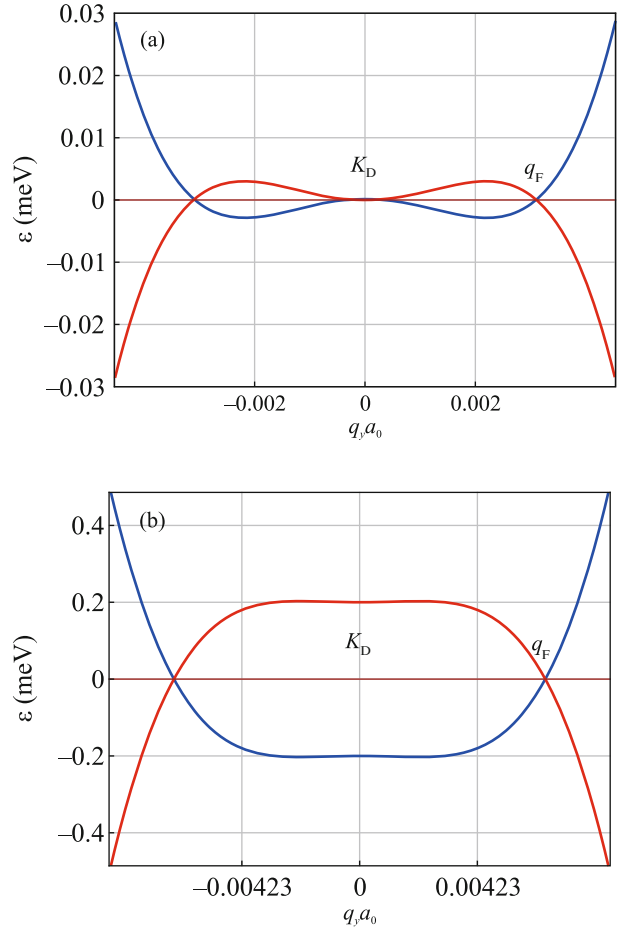 (a)
0.03
0.02
0.01
0
–0.01
–0.02
–0.03
ε (meV)
K_D
q_F
–0.002 0 0.002
q_y a_0
(b)
0.4
0.2
0
–0.2
–0.4
ε (meV)
K_D
q_F
–0.00423 0 0.00423
q_y a_0